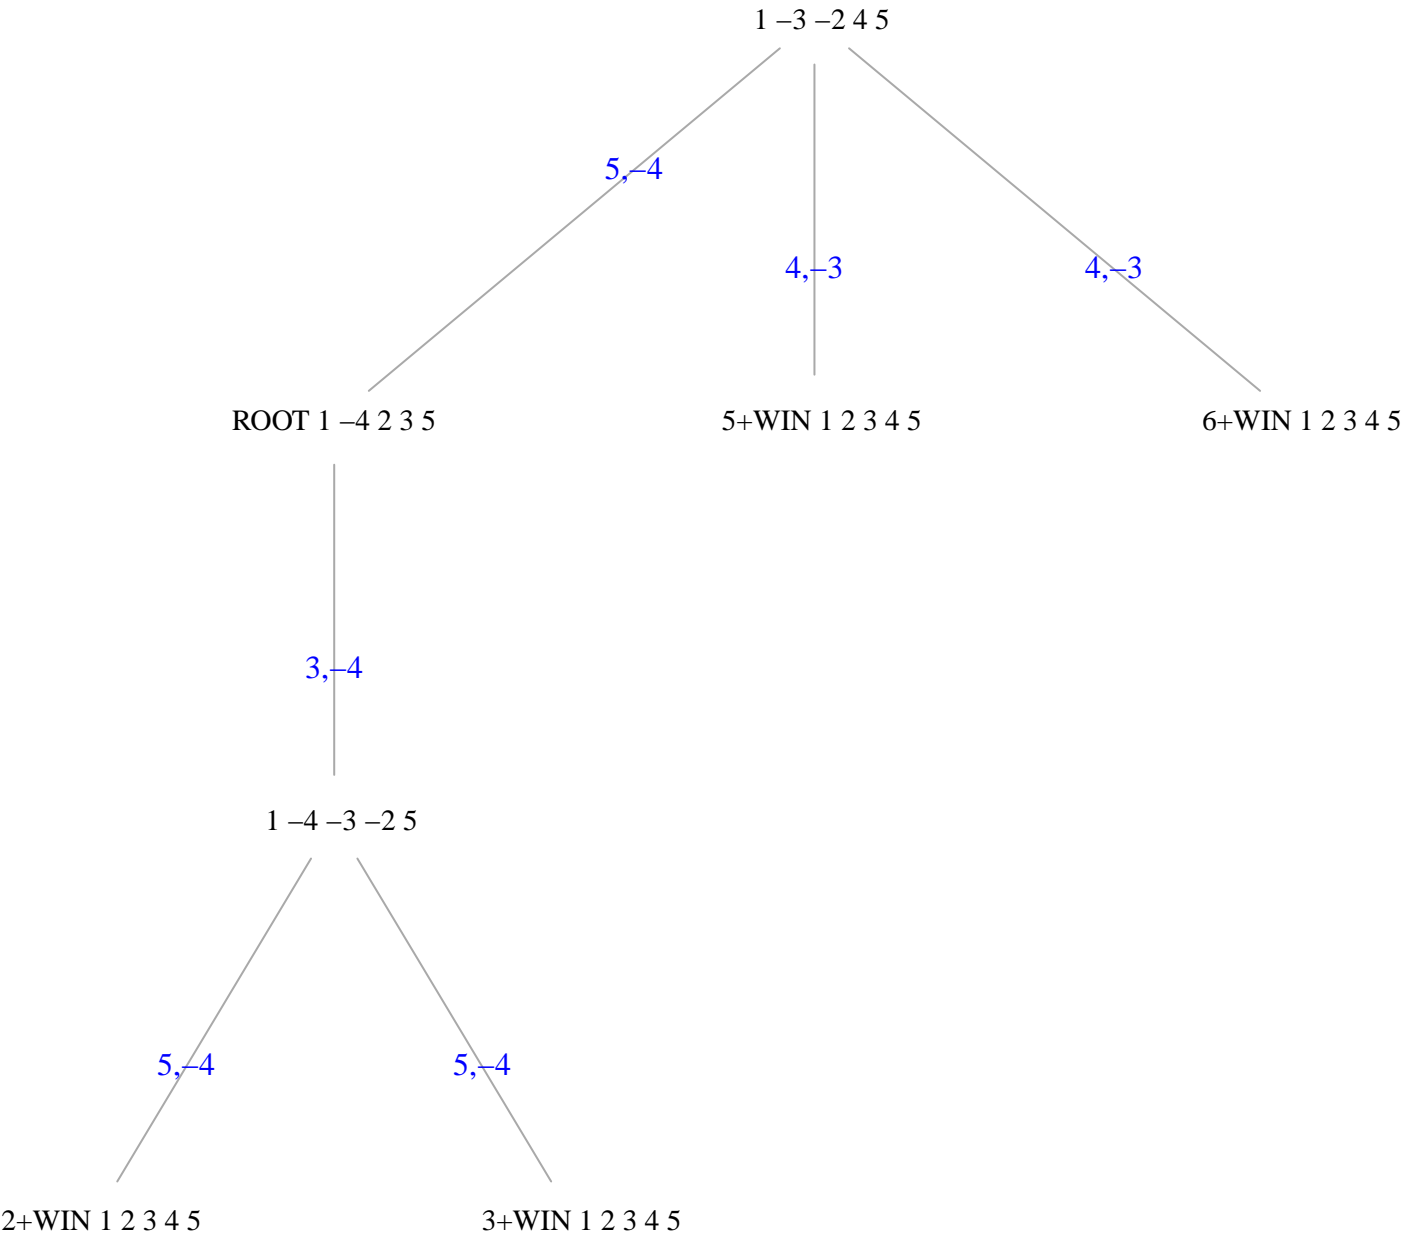 1 –3 –2 4 5
5,–4
4,–3
4,–3
ROOT 1 –4 2 3 5
5+WIN 1 2 3 4 5
6+WIN 1 2 3 4 5
3,–4
1 –4 –3 –2 5
5,–4
5,–4
2+WIN 1 2 3 4 5
3+WIN 1 2 3 4 5